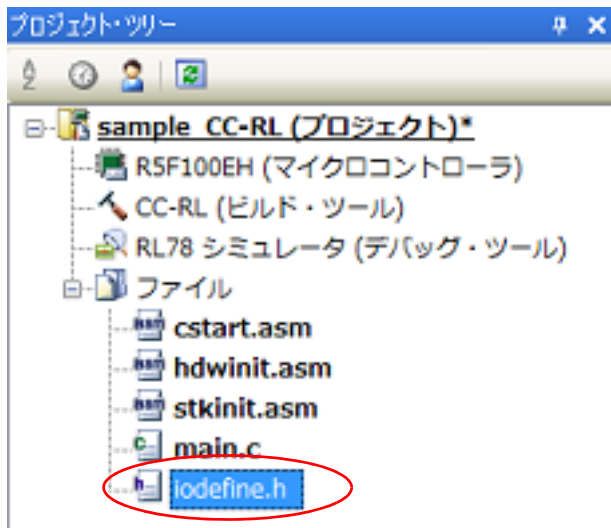 プロジェクト・ツリー
sample_CC-RL (プロジェクト)*
R5F100EH (マイクロコントローラ)
CC-RL (ビルド・ツール)
RL78 シミュレータ (デバッグ・ツール)
ファイル
cstart.asm
hdwinit.asm
stkinit.asm
main.c
iodefine.h